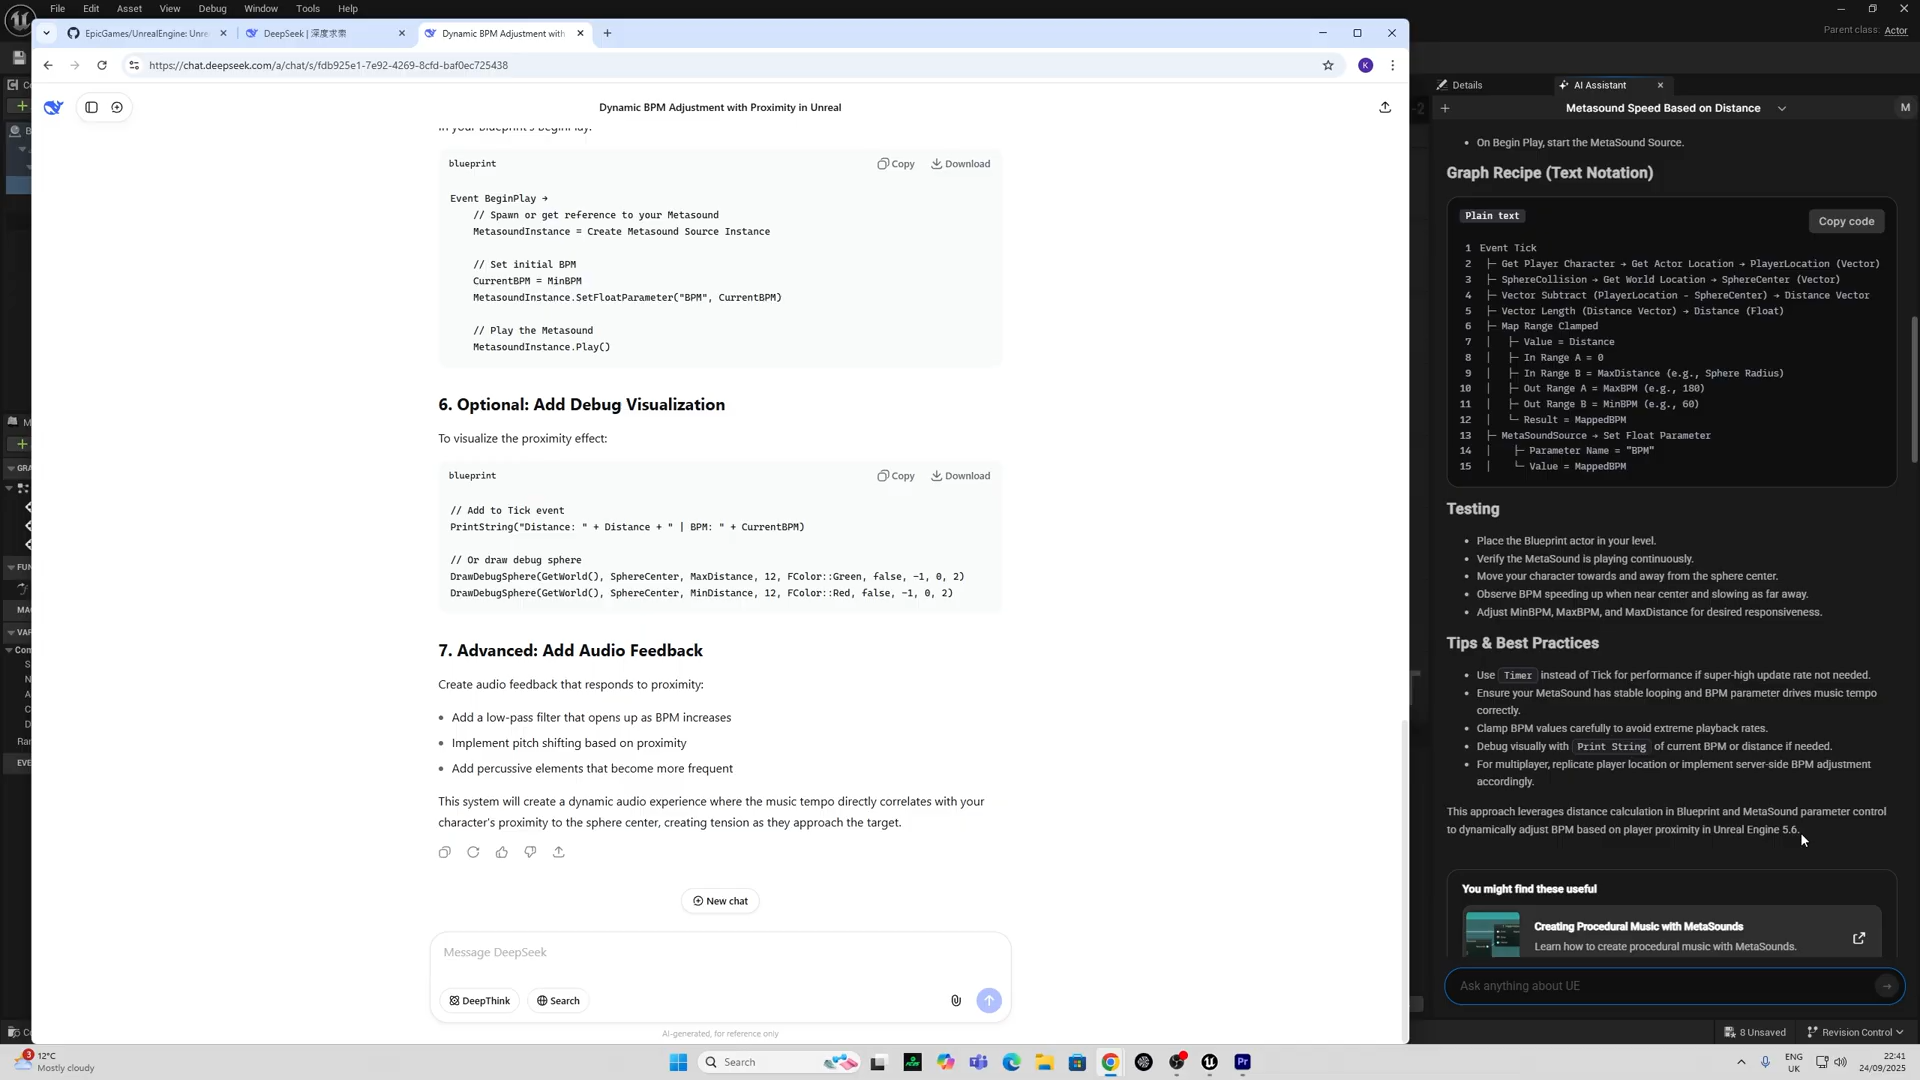 File Edit Asset View Debug Window Tools Help
Parent class: Actor
EpicGames/UnrealEngine: Unre
DeepSeek | 深度求索
Dynamic BPM Adjustment with
https://chat.deepseek.com/a/chat/s/fdb925e1-7e92-4269-8cfd-baf0ec725438
K
Dynamic BPM Adjustment with Proximity in Unreal
In your Blueprint's BeginPlay:
blueprint
Copy Download
Event BeginPlay →
// Spawn or get reference to your Metasound
MetasoundInstance = Create Metasound Source Instance
// Set initial BPM
CurrentBPM = MinBPM
MetasoundInstance.SetFloatParameter("BPM", CurrentBPM)
// Play the Metasound
MetasoundInstance.Play()
6. Optional: Add Debug Visualization
To visualize the proximity effect:
blueprint
Copy Download
// Add to Tick event
PrintString("Distance: " + Distance + " | BPM: " + CurrentBPM)
// Or draw debug sphere
DrawDebugSphere(GetWorld(), SphereCenter, MaxDistance, 12, FColor::Green, false, -1, 0, 2)
DrawDebugSphere(GetWorld(), SphereCenter, MinDistance, 12, FColor::Red, false, -1, 0, 2)
7. Advanced: Add Audio Feedback
Create audio feedback that responds to proximity:
Add a low-pass filter that opens up as BPM increases
Implement pitch shifting based on proximity
Add percussive elements that become more frequent
This system will create a dynamic audio experience where the music tempo directly correlates with your
character's proximity to the sphere center, creating tension as they approach the target.
New chat
Message DeepSeek
DeepThink Search
AI-generated, for reference only
Details
AI Assistant
Metasound Speed Based on Distance
M
• On Begin Play, start the MetaSound Source.
Graph Recipe (Text Notation)
Plain text
Copy code
1 Event Tick
2 ├─ Get Player Character → Get Actor Location → PlayerLocation (Vector)
3 ├─ SphereCollision → Get World Location → SphereCenter (Vector)
4 ├─ Vector Subtract (PlayerLocation - SphereCenter) → Distance Vector
5 ├─ Vector Length (Distance Vector) → Distance (Float)
6 ├─ Map Range Clamped
7 │ ├─ Value = Distance
8 │ ├─ In Range A = 0
9 │ ├─ In Range B = MaxDistance (e.g., Sphere Radius)
10 │ ├─ Out Range A = MaxBPM (e.g., 180)
11 │ ├─ Out Range B = MinBPM (e.g., 60)
12 │ └─ Result = MappedBPM
13 ├─ MetaSoundSource → Set Float Parameter
14 │ ├─ Parameter Name = "BPM"
15 │ └─ Value = MappedBPM
Testing
• Place the Blueprint actor in your level.
• Verify the MetaSound is playing continuously.
• Move your character towards and away from the sphere center.
• Observe BPM speeding up when near center and slowing as far away.
• Adjust MinBPM, MaxBPM, and MaxDistance for desired responsiveness.
Tips & Best Practices
• Use Timer instead of Tick for performance if super-high update rate not needed.
• Ensure your MetaSound has stable looping and BPM parameter drives music tempo
correctly.
• Clamp BPM values carefully to avoid extreme playback rates.
• Debug visually with Print String of current BPM or distance if needed.
• For multiplayer, replicate player location or implement server-side BPM adjustment
accordingly.
This approach leverages distance calculation in Blueprint and MetaSound parameter control
to dynamically adjust BPM based on player proximity in Unreal Engine 5.6.
You might find these useful
Creating Procedural Music with MetaSounds
Learn how to create procedural music with MetaSounds.
Ask anything about UE
8 Unsaved
Revision Control
3
12°C
Mostly cloudy
Search
ENG
UK
22:41
24/09/2025